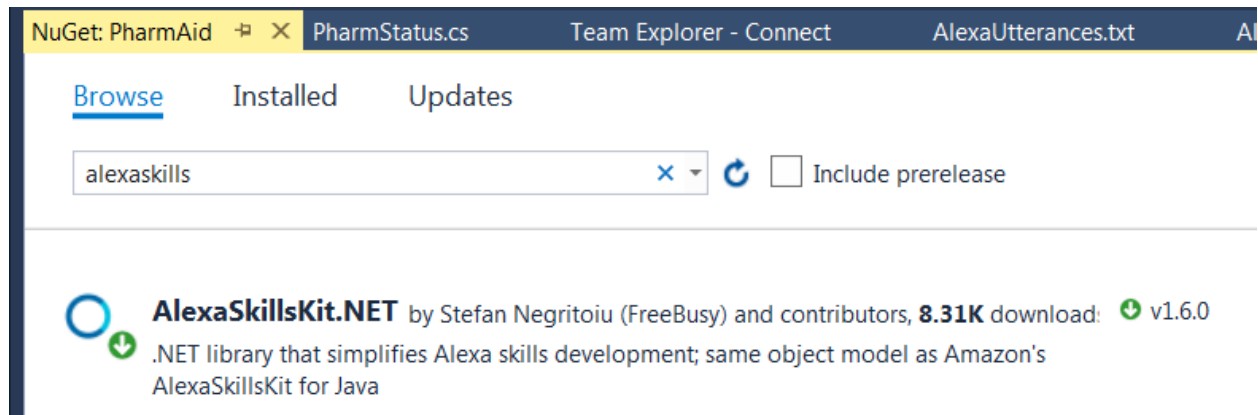 NuGet: PharmAid PharmStatus.cs Team Explorer - Connect AlexaUtterances.txt
Browse Installed Updates
alexaskills Include prerelease
AlexaSkillsKit.NET by Stefan Negritoiu (FreeBusy) and contributors, 8.31K download v1.6.0
.NET library that simplifies Alexa skills development; same object model as Amazon's
AlexaSkillsKit for Java